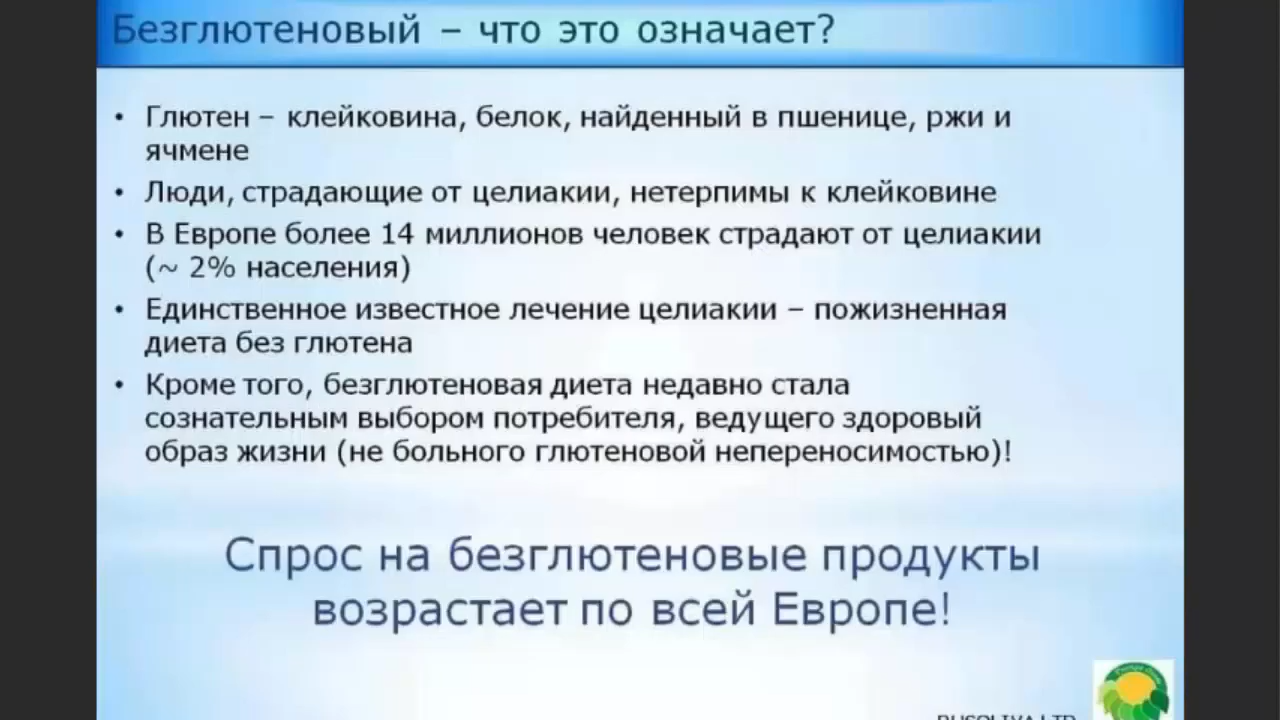 Безглютеновый – что это означает?
• Глютен – клейковина, белок, найденный в пшенице, ржи и
ячмене
• Люди, страдающие от целиакии, нетерпимы к клейковине
• В Европе более 14 миллионов человек страдают от целиакии
(~ 2% населения)
• Единственное известное лечение целиакии – пожизненная
диета без глютена
• Кроме того, безглютеновая диета недавно стала
сознательным выбором потребителя, ведущего здоровый
образ жизни (не больного глютеновой непереносимостью)!
Спрос на безглютеновые продукты
возрастает по всей Европе!